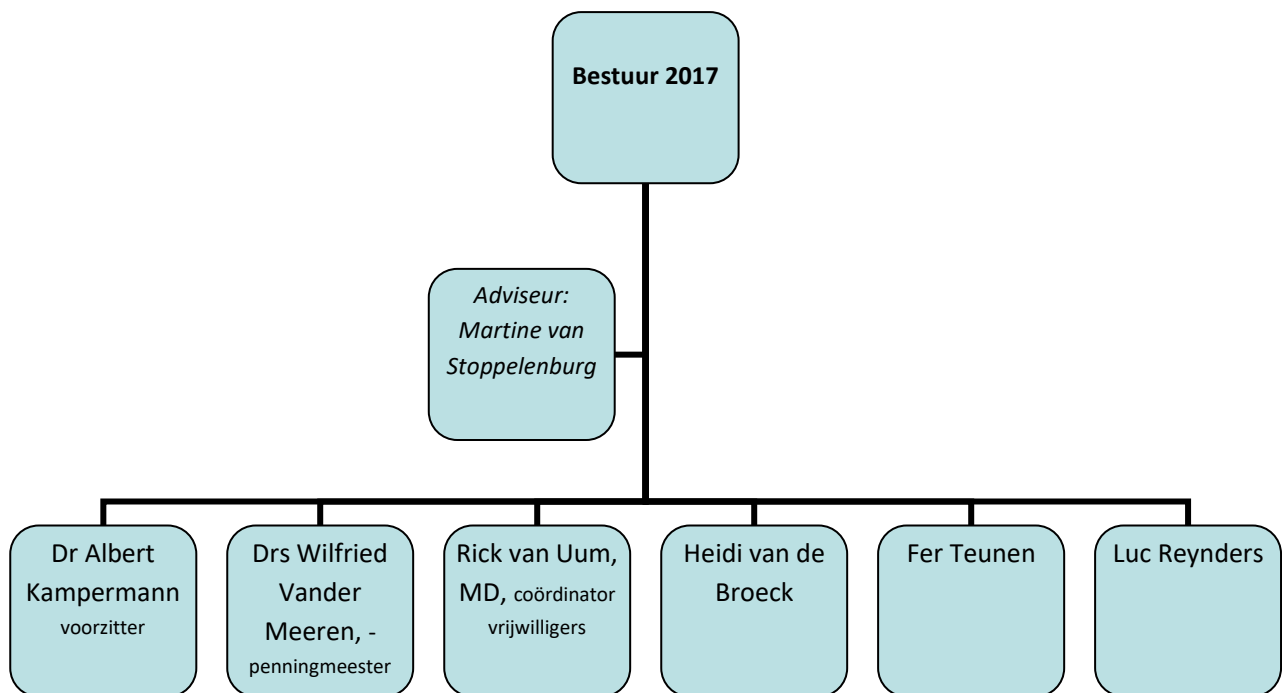 Bestuur 2017
Adviseur:
Martine van
Stoppelenburg
Dr Albert
Kampermann
voorzitter
Drs Wilfried
Vander
Meeren, -
penningmeester
Rick van Uum,
MD, coördinator
vrijwilligers
Heidi van de
Broeck
Fer Teunen
Luc Reynders